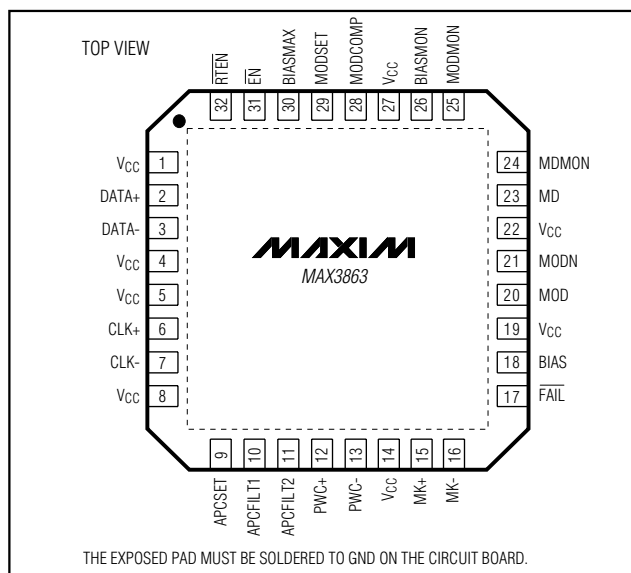 TOP VIEW
RTEN
EN
BIASMAX
MODSET
MODCOMP
VCC
BIASMON
MODMON
32
31
30
29
28
27
26
25
VCC 1
DATA+ 2
DATA- 3
VCC 4
VCC 5
CLK+ 6
CLK- 7
VCC 8
MAXIM
MAX3863
24 MDMON
23 MD
22 VCC
21 MODN
20 MOD
19 VCC
18 BIAS
17 FAIL
9
10
11
12
13
14
15
16
APCSET
APCFILT1
APCFILT2
PWC+
PWC-
VCC
MK+
MK-
THE EXPOSED PAD MUST BE SOLDERED TO GND ON THE CIRCUIT BOARD.